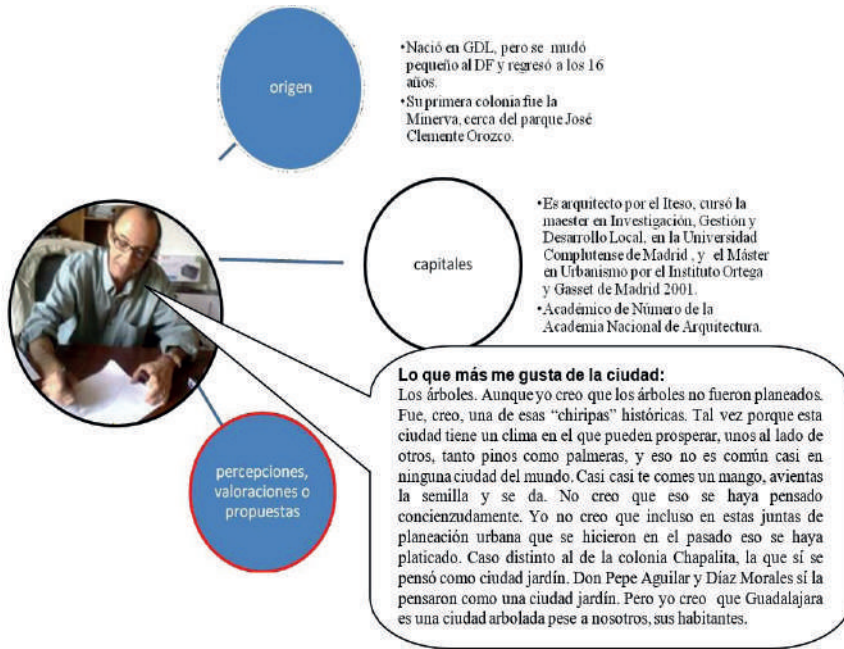 origen
•Nació en GDL, pero se mudó
pequeño al DF y regresó a los 16
años.
•Su primera colonia fue la
Minerva, cerca del parque José
Clemente Orozco.
capitales
•Es arquitecto por el Iteso, cursó la
maester en Investigación, Gestión y
Desarrollo Local, en la Universidad
Complutense de Madrid , y el Máster
en Urbanismo por el Instituto Ortega
y Gasset de Madrid 2001.
•Académico de Número de la
Academia Nacional de Arquitectura.
percepciones,
valoraciones o
propuestas
Lo que más me gusta de la ciudad:
Los árboles. Aunque yo creo que los árboles no fueron planeados.
Fue, creo, una de esas “chiripas” históricas. Tal vez porque esta
ciudad tiene un clima en el que pueden prosperar, unos al lado de
otros, tanto pinos como palmeras, y eso no es común casi en
ninguna ciudad del mundo. Casi casi te comes un mango, avientas
la semilla y se da. No creo que eso se haya pensado
concienzudamente. Yo no creo que incluso en estas juntas de
planeación urbana que se hicieron en el pasado eso se haya
platicado. Caso distinto al de la colonia Chapalita, la que sí se
pensó como ciudad jardín. Don Pepe Aguilar y Díaz Morales sí la
pensaron como una ciudad jardín. Pero yo creo que Guadalajara
es una ciudad arbolada pese a nosotros, sus habitantes.